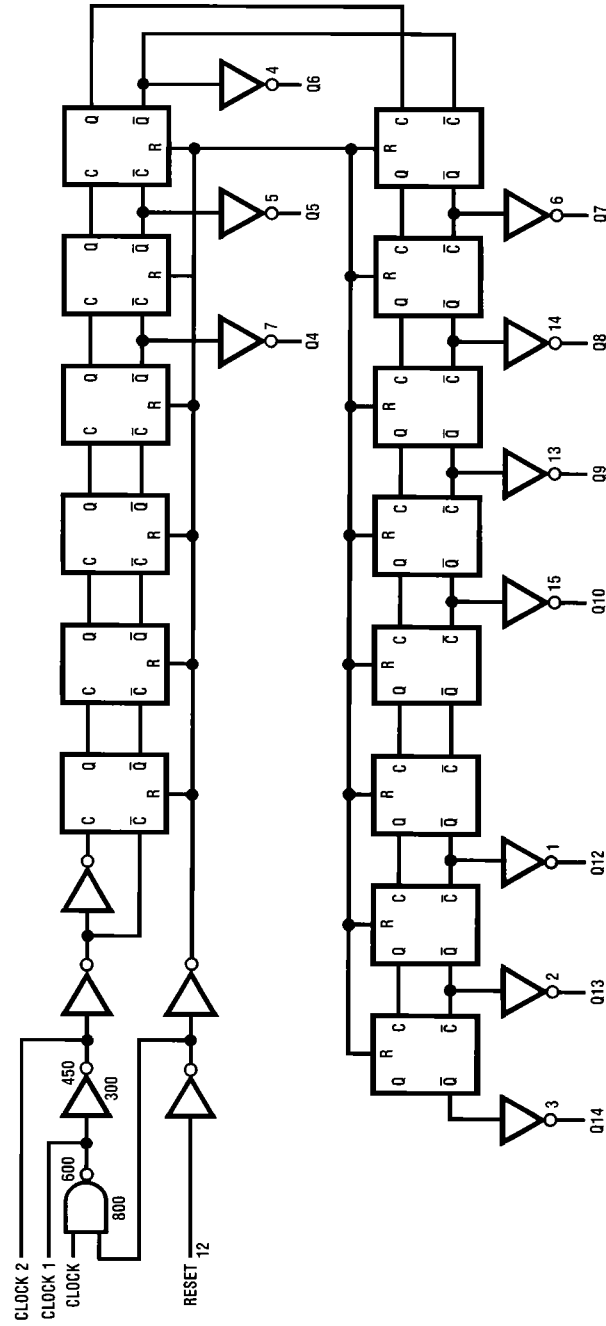 CLOCK 2
CLOCK 1
CLOCK
600
800
450
300
RESET 12
C Q
C̅ Q̅
R
C Q
C̅ Q̅
R
C Q
C̅ Q̅
R
C Q
C̅ Q̅
R
C Q
C̅ Q̅
R
C Q
C̅ Q̅
R
7
Q4
5
Q5
4
Q6
R
Q C
Q̅ C̅
R
Q C
Q̅ C̅
R
Q C
Q̅ C̅
R
Q C
Q̅ C̅
R
Q C
Q̅ C̅
R
Q C
Q̅ C̅
R
Q C
Q̅ C̅
R
Q C
Q̅ C̅
3
Q14
2
Q13
1
Q12
15
Q10
13
Q9
14
Q8
6
Q7